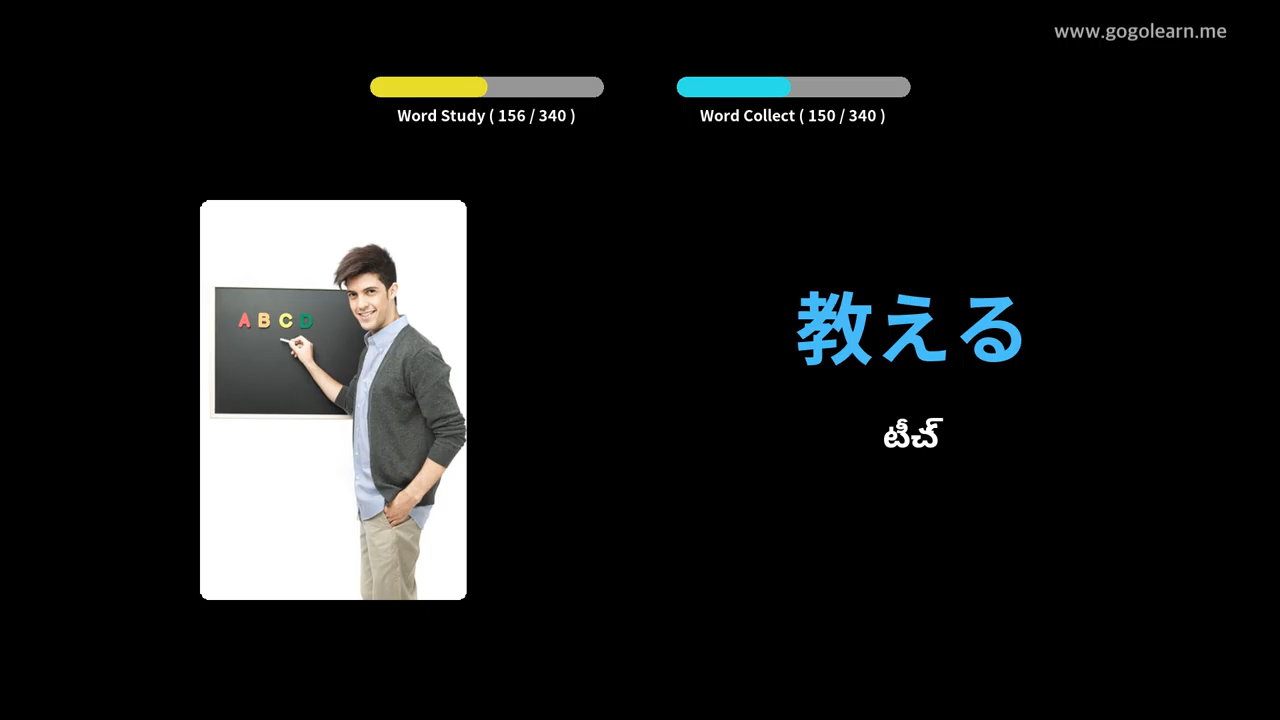 www.gogolearn.me
Word Study ( 156 / 340 )
Word Collect ( 150 / 340 )
A B C D
教える
టీచ్